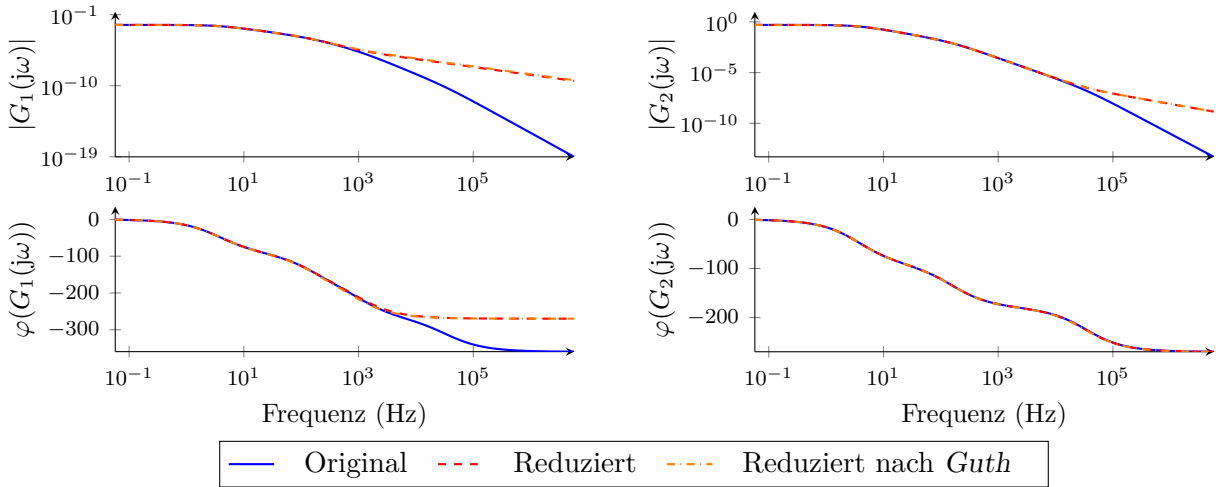 10^−1
10^−10
10^−19
|G_1(jω)|
10^−1 10^1 10^3 10^5
10^0
10^−5
10^−10
|G_2(jω)|
10^−1 10^1 10^3 10^5
0
−100
−200
−300
φ(G_1(jω))
10^−1 10^1 10^3 10^5
Frequenz (Hz)
0
−100
−200
φ(G_2(jω))
10^−1 10^1 10^3 10^5
Frequenz (Hz)
Original Reduziert Reduziert nach Guth